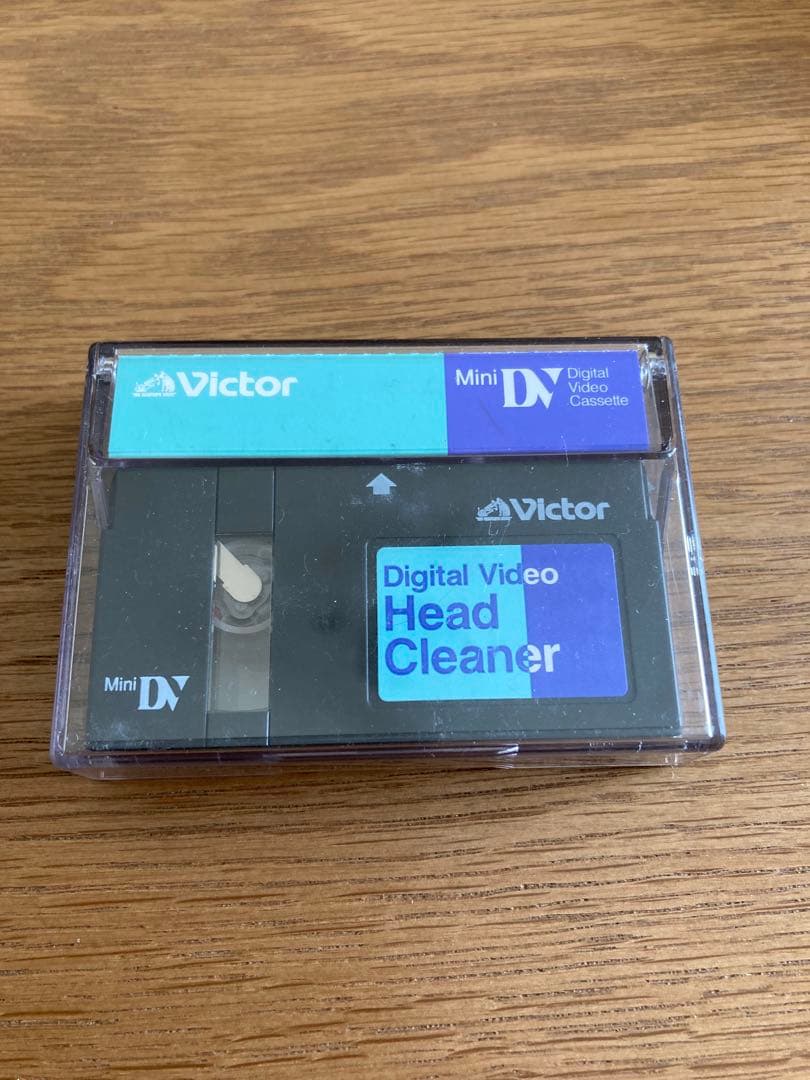 Victor
Mini DV Digital
Video
Cassette
Victor
Digital Video
Head
Cleaner
Mini DV